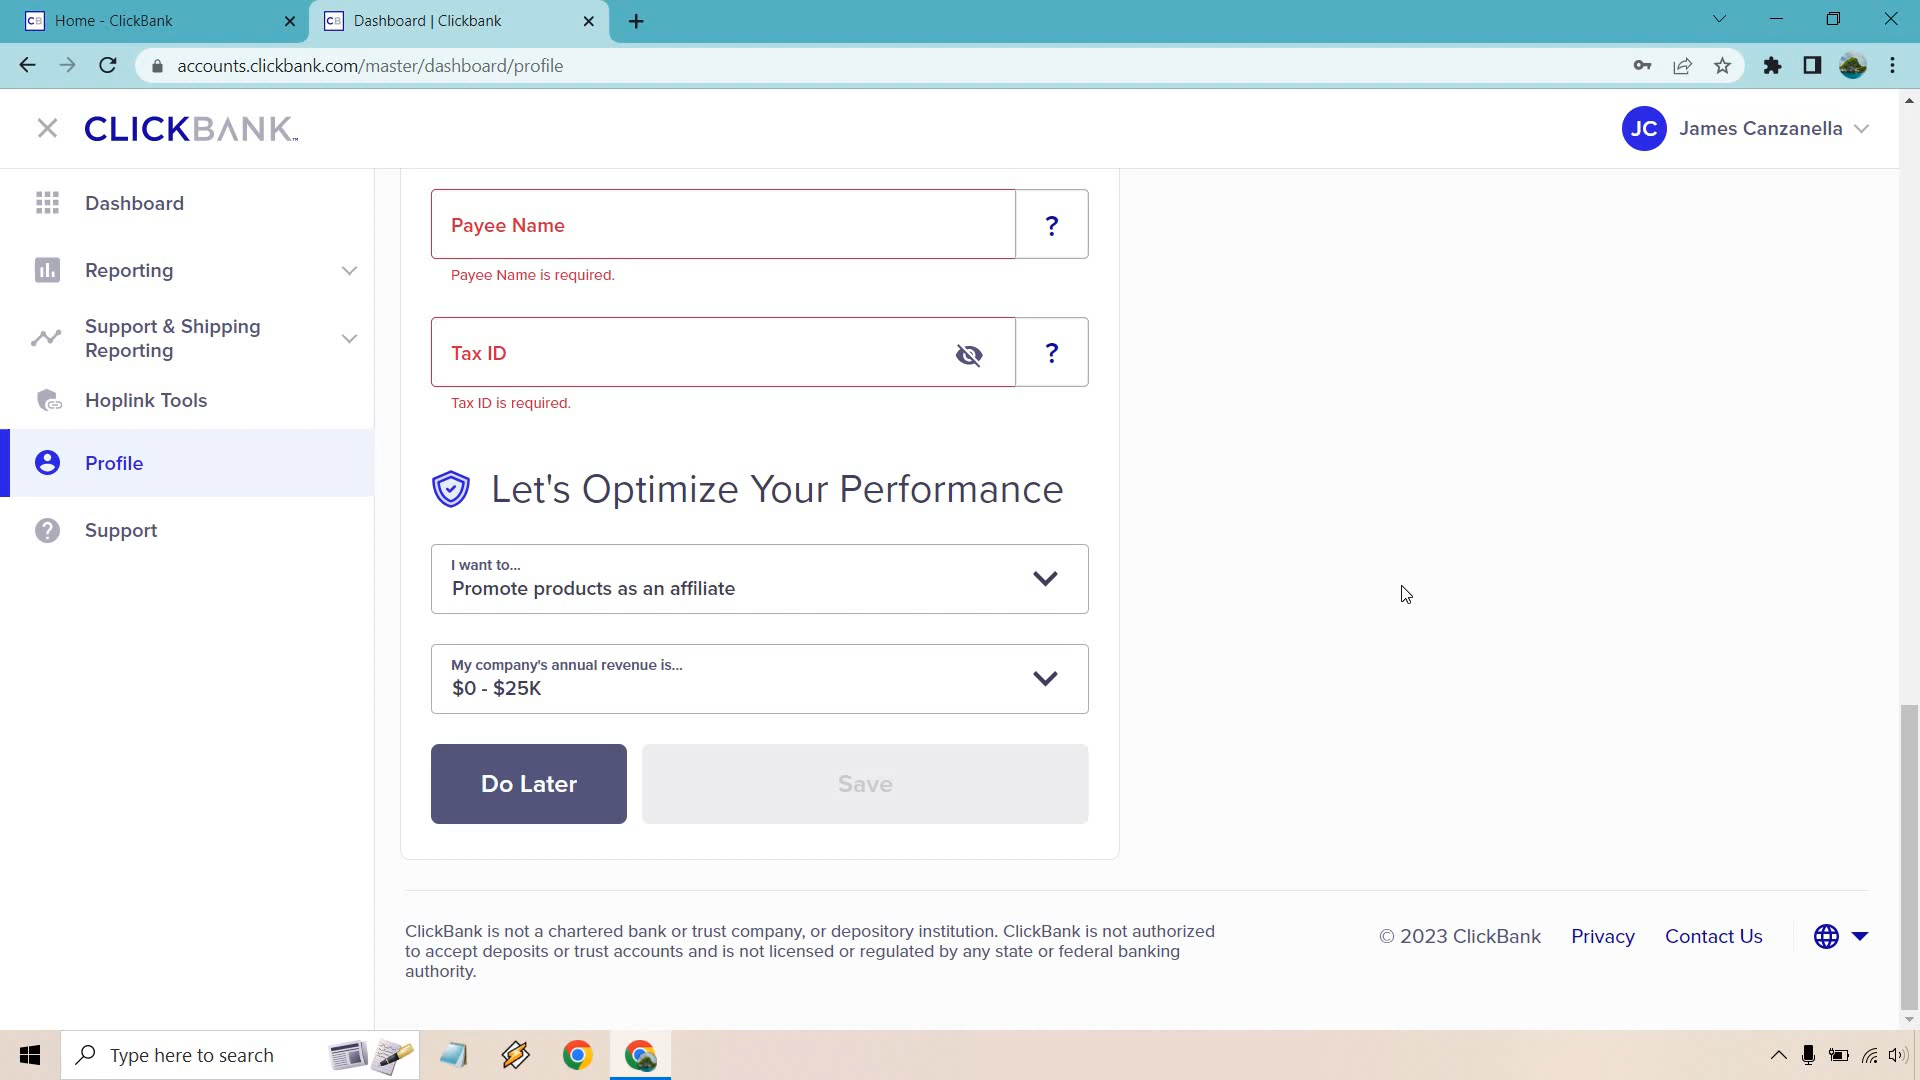 Home - ClickBank
Dashboard | Clickbank
accounts.clickbank.com/master/dashboard/profile
CLICKBANK™
JC
James Canzanella
Dashboard
Reporting
Support & Shipping
Reporting
Hoplink Tools
Profile
Support
Payee Name
?
Payee Name is required.
Tax ID
?
Tax ID is required.
Let's Optimize Your Performance
I want to...
Promote products as an affiliate
My company's annual revenue is...
$0 - $25K
Do Later
Save
ClickBank is not a chartered bank or trust company, or depository institution. ClickBank is not authorized
to accept deposits or trust accounts and is not licensed or regulated by any state or federal banking
authority.
© 2023 ClickBank
Privacy
Contact Us
Type here to search